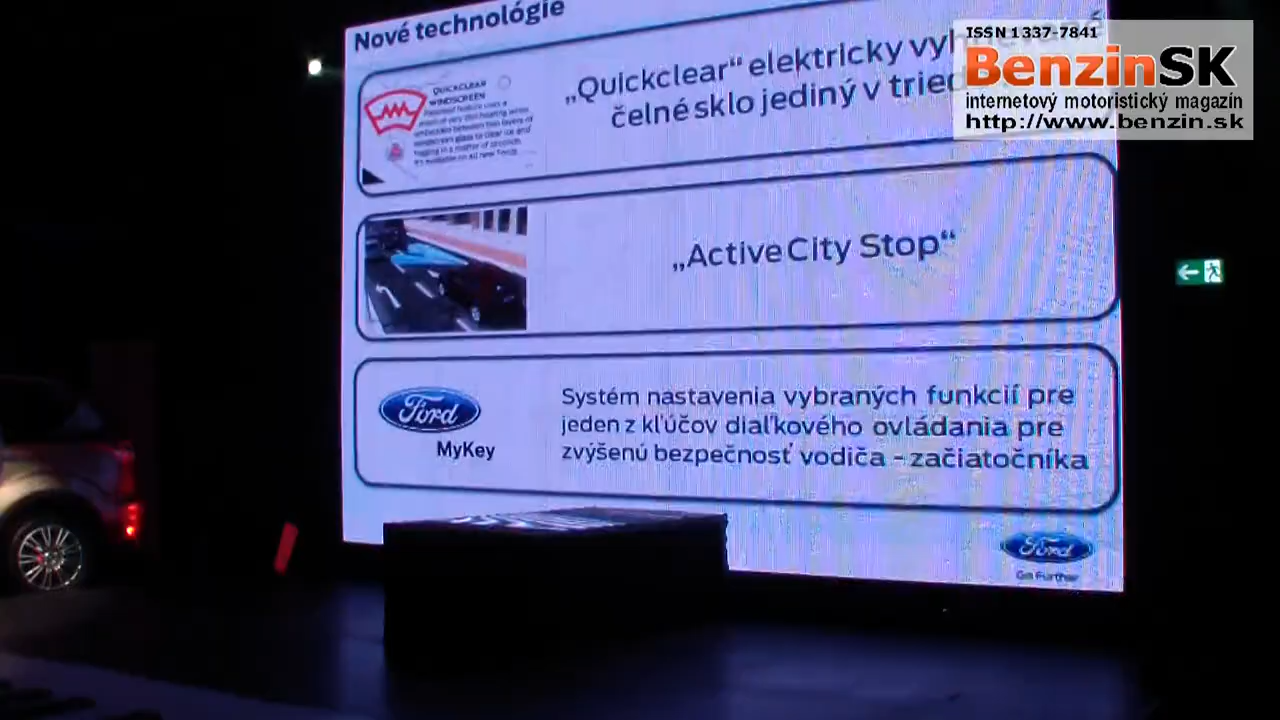 Nové technológie
ISSN 1337-7841
BenzinSK
internetový motoristický magazín
http://www.benzin.sk
QUICKCLEAR
WINDSCREEN
„Quickclear“ elektricky
čelné sklo jediný v
„Active City Stop“
Ford
MyKey
Systém nastavenia vybraných funkcií pre
jeden z kľúčov diaľkového ovládania pre
zvýšenú bezpečnosť vodiča - začiatočníka
Ford
Go Further